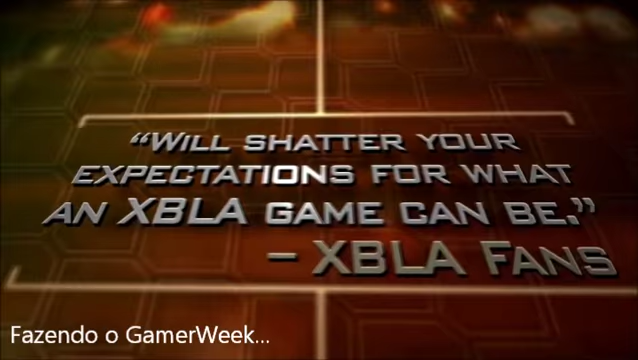 “Will shatter your
expectations for what
an XBLA game can be.”
– XBLA Fans
Fazendo o GamerWeek...